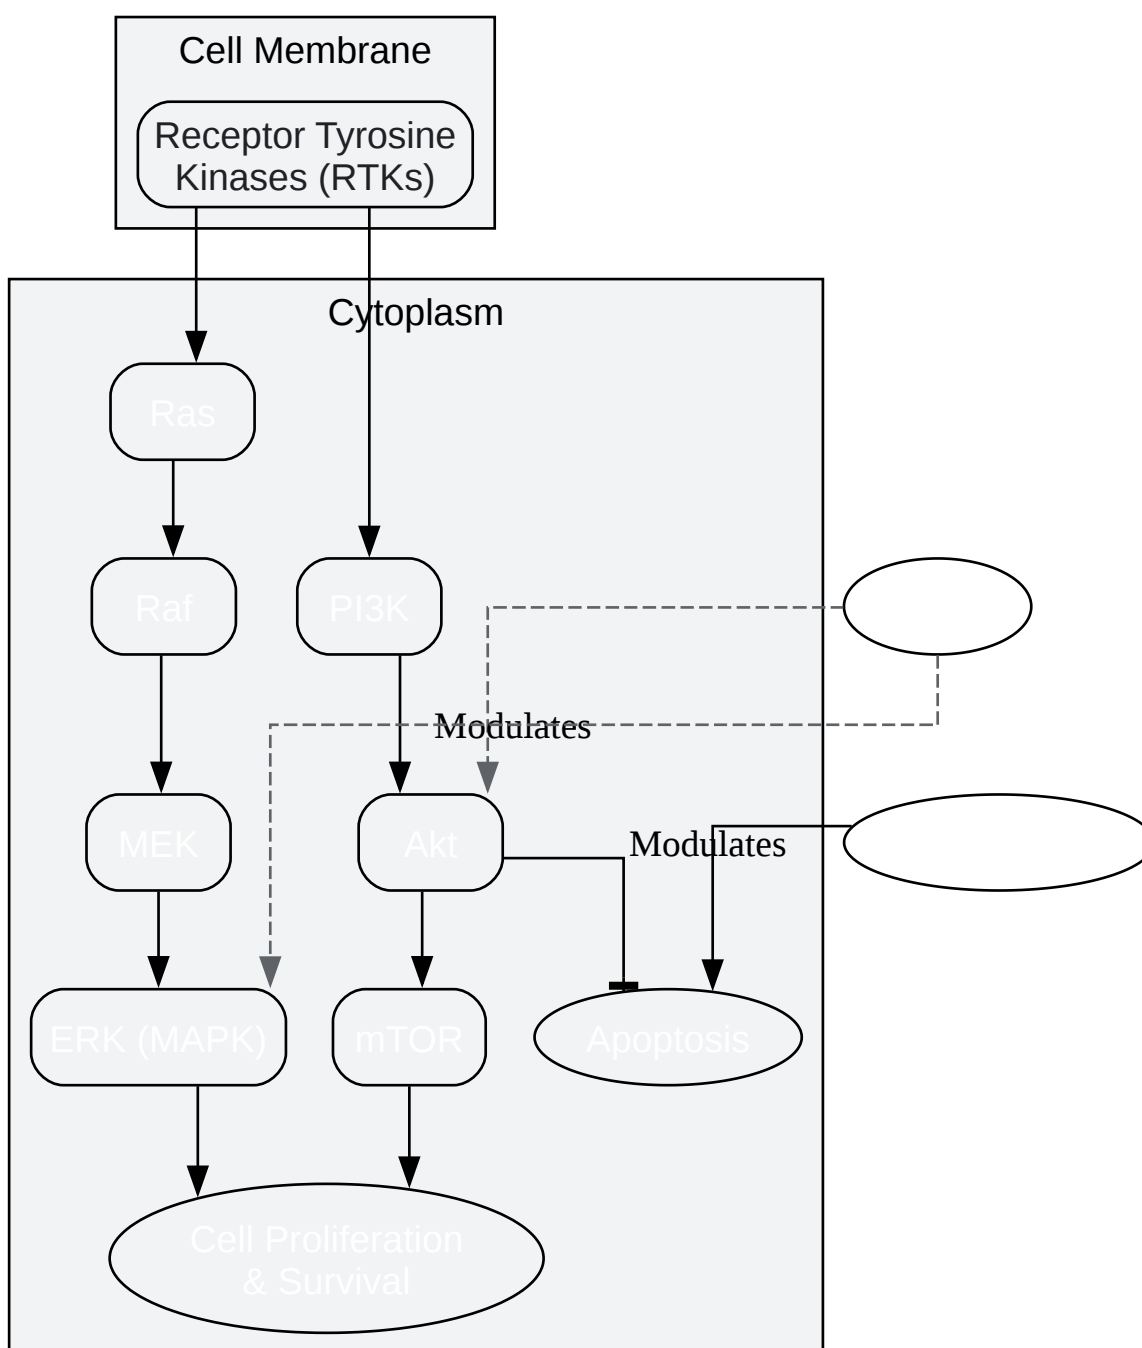 Cell Membrane
Receptor Tyrosine
Kinases (RTKs)
Cytoplasm
Ras
Raf
PI3K
Modulates
MEK
Akt
Modulates
ERK (MAPK)
mTOR
Apoptosis
Cell Proliferation
& Survival